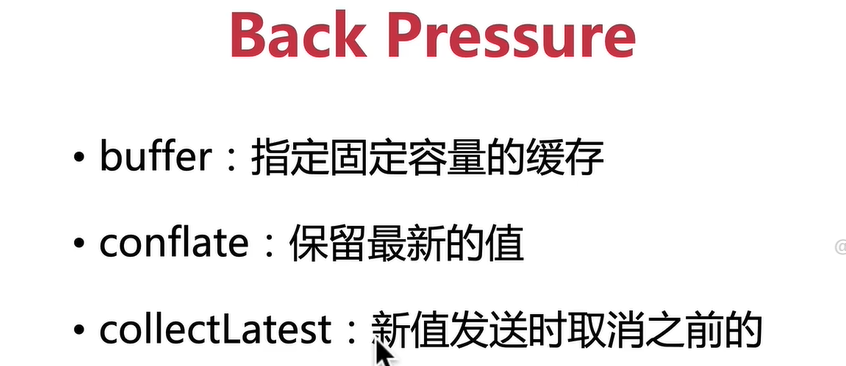 Back Pressure
• buffer：指定固定容量的缓存
• conflate：保留最新的值
• collectLatest：新值发送时取消之前的
@